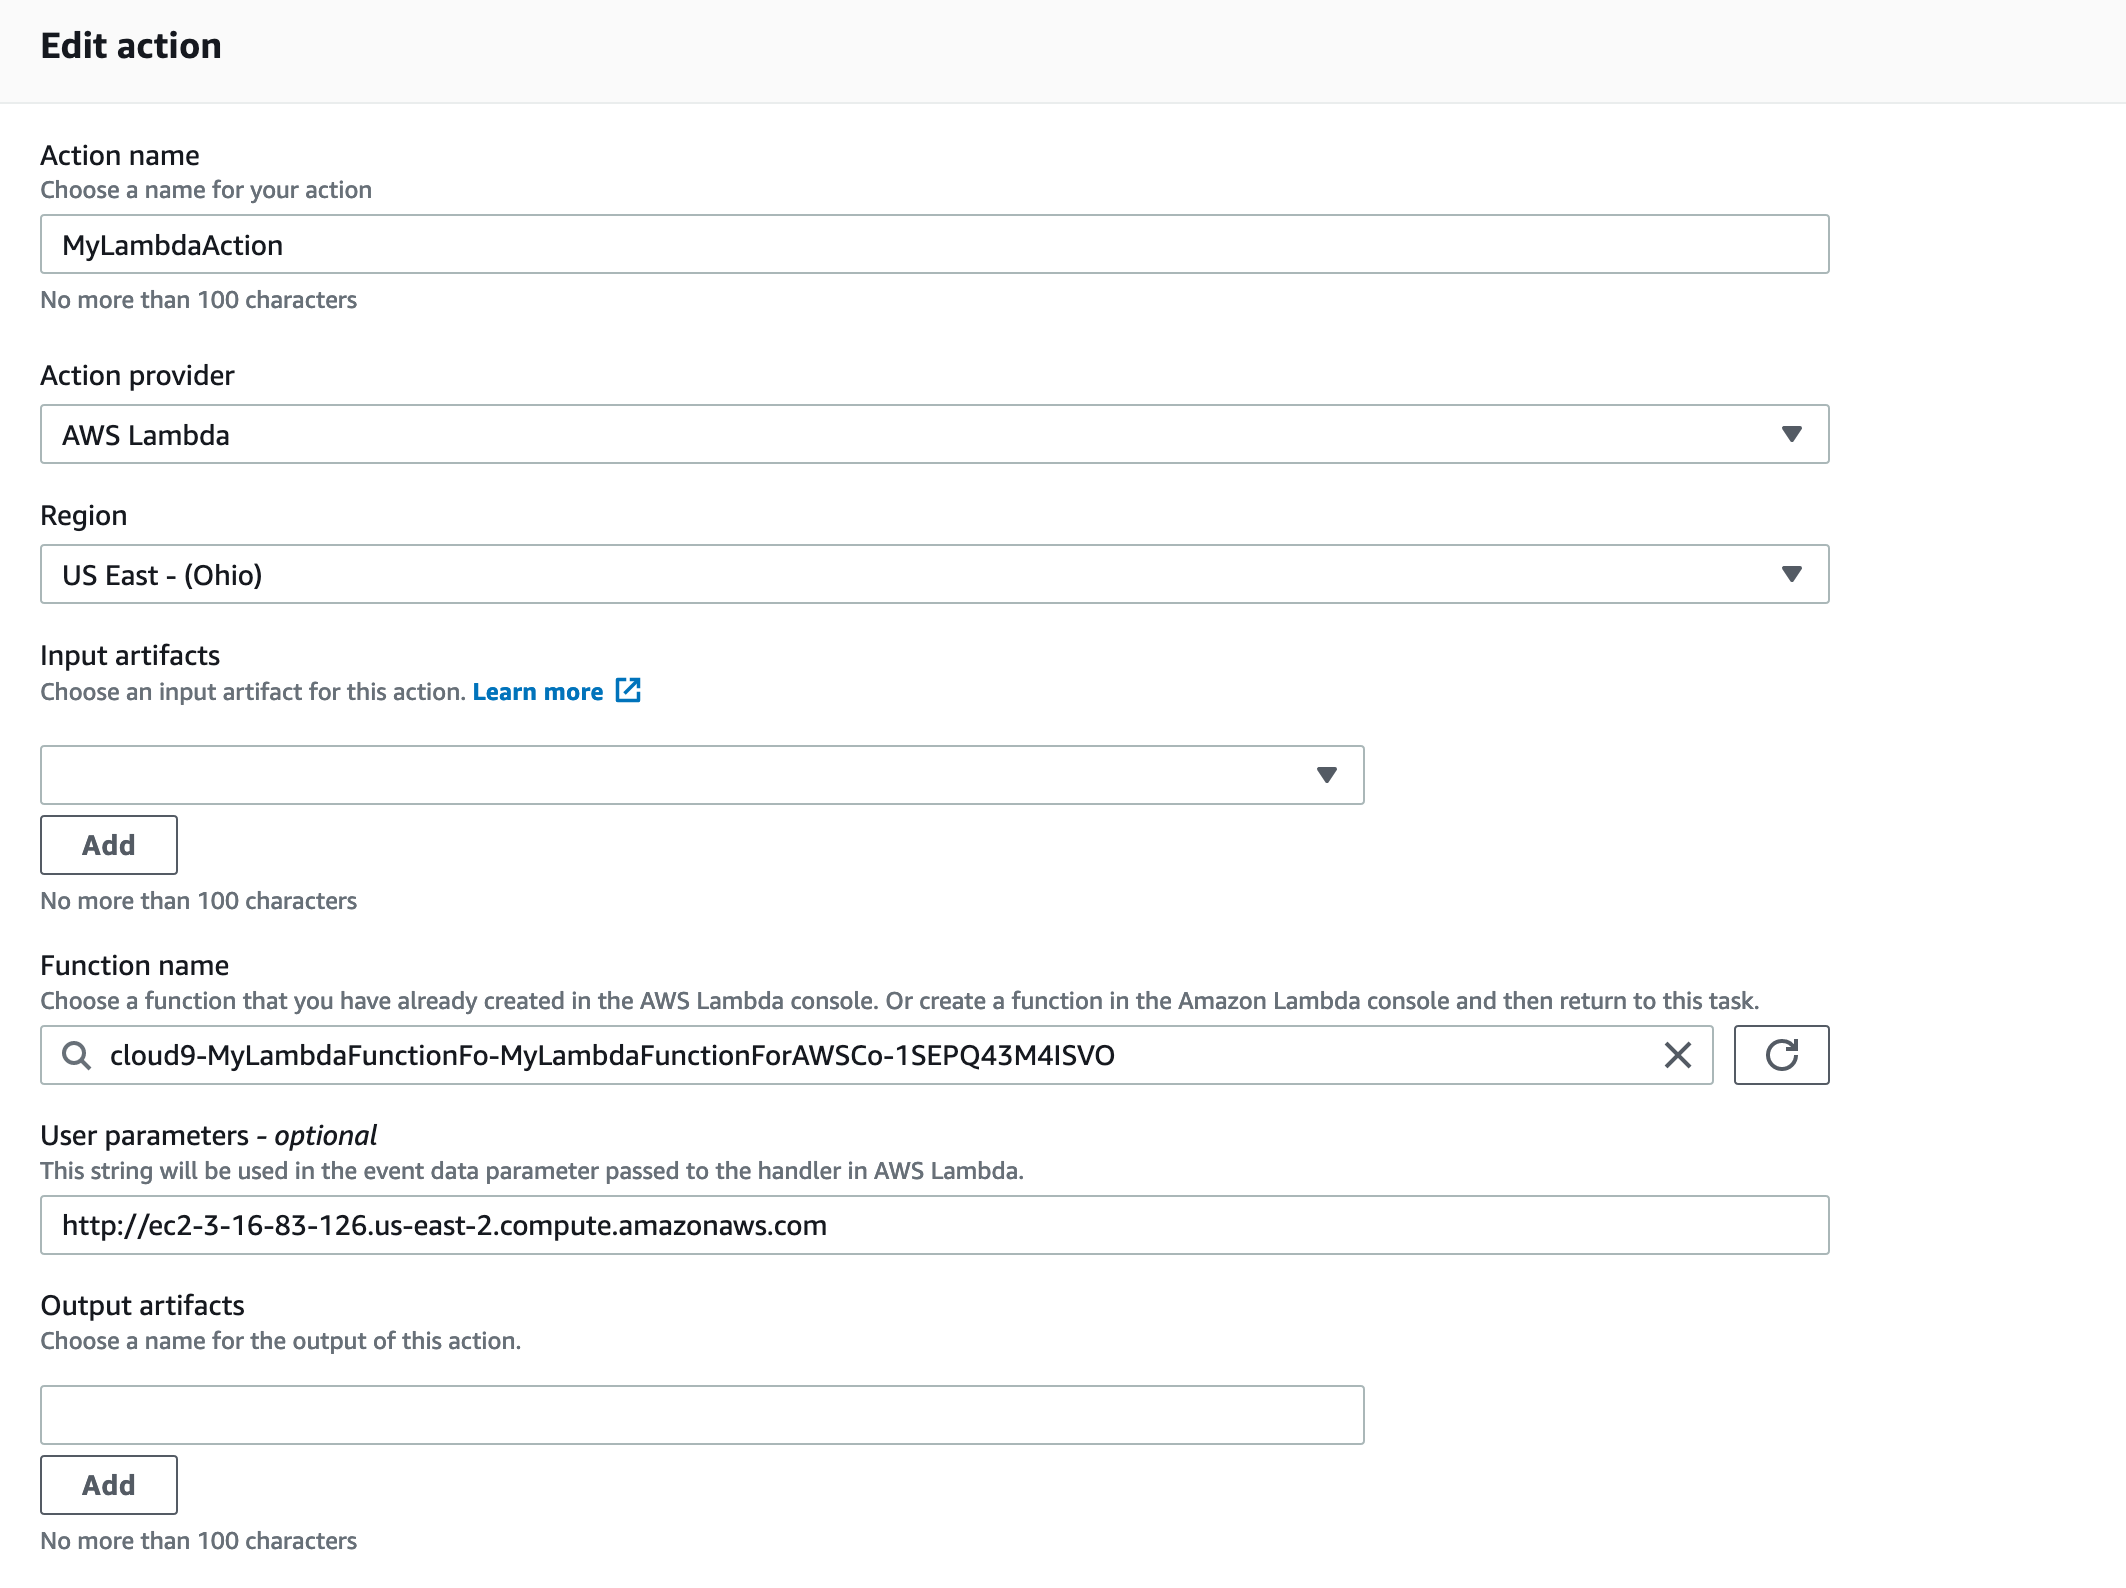 Edit action
Action name
Choose a name for your action
MyLambdaAction
No more than 100 characters
Action provider
AWS Lambda
Region
US East - (Ohio)
Input artifacts
Choose an input artifact for this action. Learn more
Add
No more than 100 characters
Function name
Choose a function that you have already created in the AWS Lambda console. Or create a function in the Amazon Lambda console and then return to this task.
cloud9-MyLambdaFunctionFo-MyLambdaFunctionForAWSCo-1SEPQ43M4ISVO
User parameters - optional
This string will be used in the event data parameter passed to the handler in AWS Lambda.
http://ec2-3-16-83-126.us-east-2.compute.amazonaws.com
Output artifacts
Choose a name for the output of this action.
Add
No more than 100 characters